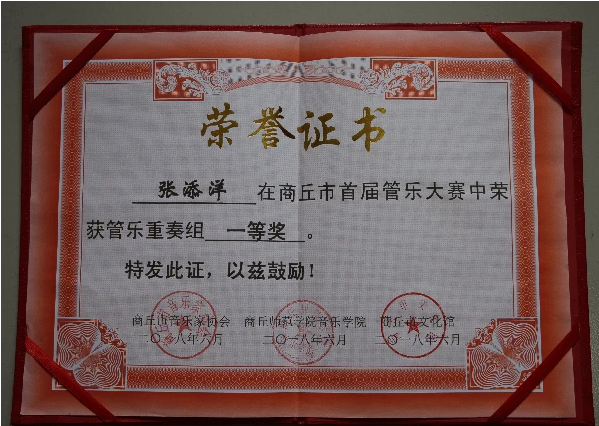 荣誉证书
张添洋 在商丘市首届管乐大赛中荣
获管乐重奏组 一等奖 。
特发此证，以兹鼓励！
商丘市音乐家协会 商丘师范学院音乐学院 商丘市文化馆
二〇一八年六月 二〇一八年六月 二〇一八年六月